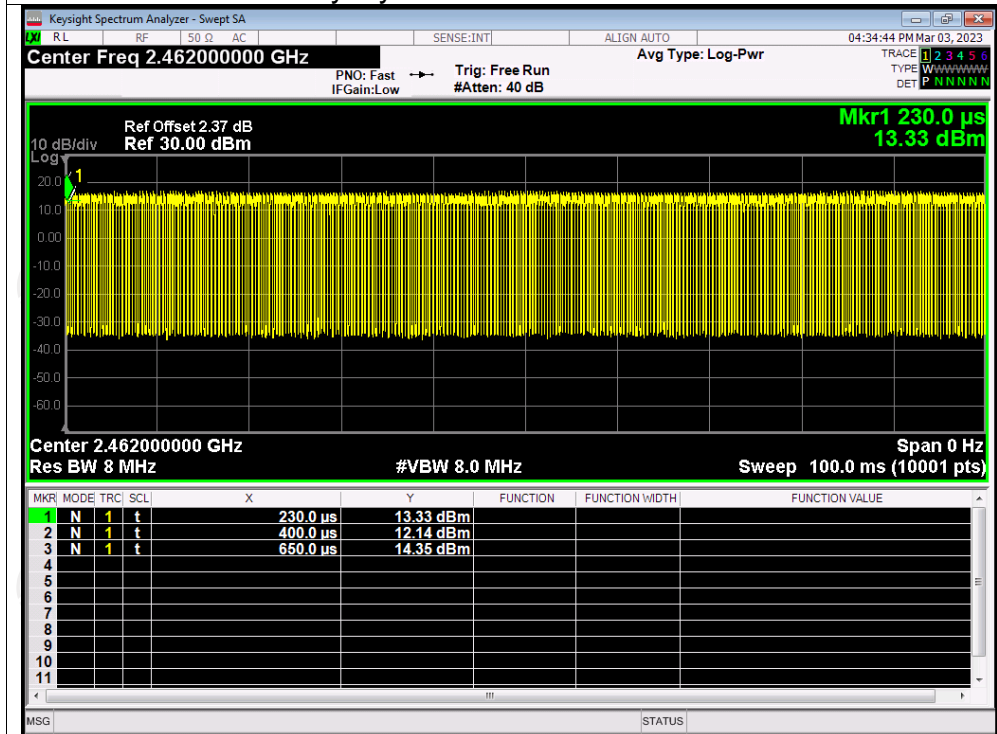 Keysight Spectrum Analyzer - Swept SA
LXI RL RF 50 Ω AC SENSE:INT ALIGN AUTO 04:34:44 PM Mar 03, 2023
Center Freq 2.462000000 GHz Avg Type: Log-Pwr TRACE 1 2 3 4 5 6
PNO: Fast Trig: Free Run TYPE WWWWWW
IFGain:Low #Atten: 40 dB DET P N N N N N
Mkr1 230.0 µs
Ref Offset 2.37 dB
10 dB/div Ref 30.00 dBm 13.33 dBm
Log
1
20.0
10.0
0.00
-10.0
-20.0
-30.0
-40.0
-50.0
-60.0
Center 2.462000000 GHz Span 0 Hz
Res BW 8 MHz #VBW 8.0 MHz Sweep 100.0 ms (10001 pts)
MKR MODE TRC SCL X Y FUNCTION FUNCTION WIDTH FUNCTION VALUE
1 N 1 t 230.0 µs 13.33 dBm
2 N 1 t 400.0 µs 12.14 dBm
3 N 1 t 650.0 µs 14.35 dBm
4
5
6
7
8
9
10
11
MSG STATUS